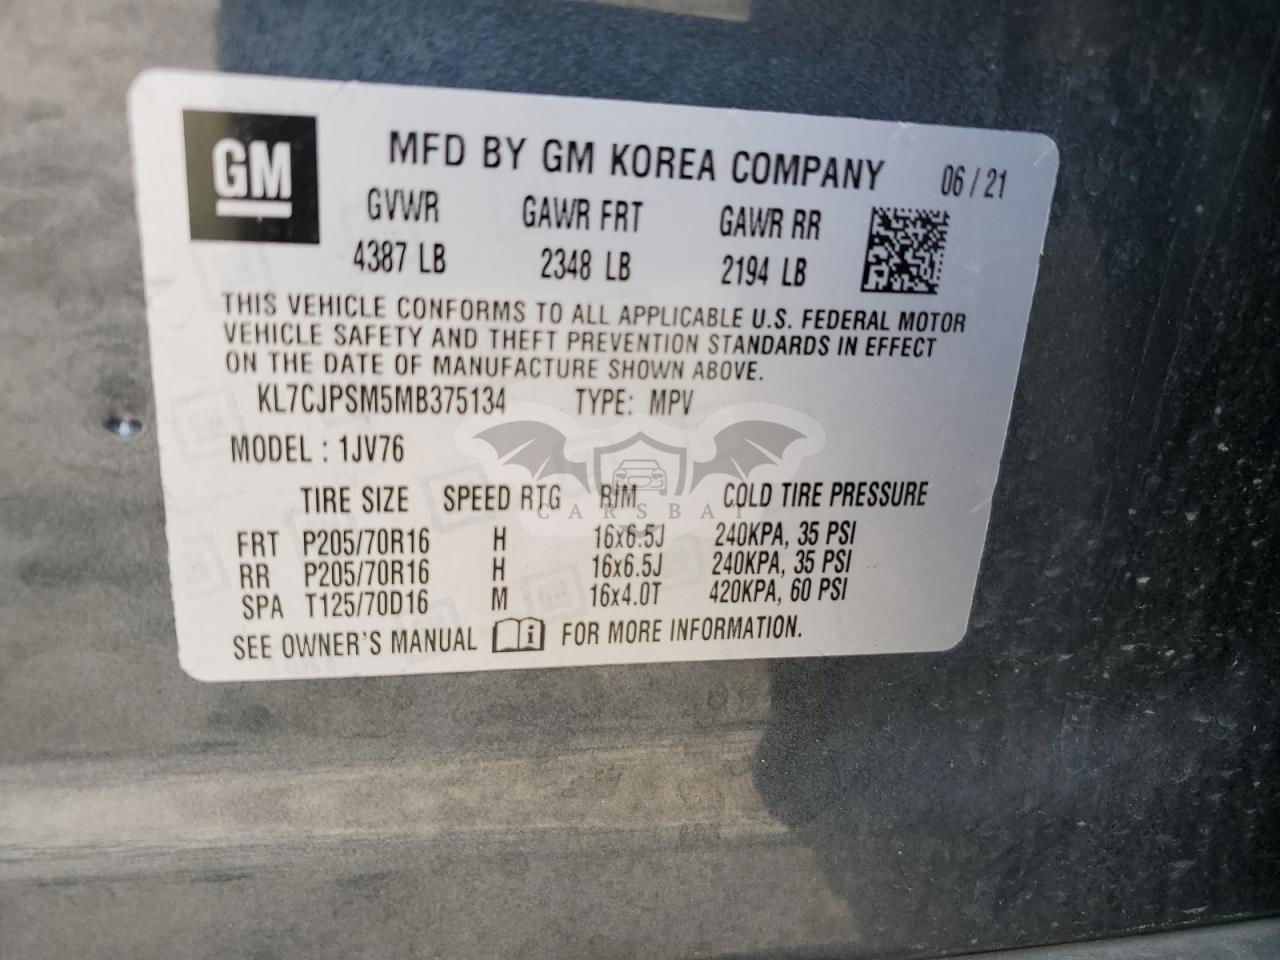 GM
MFD BY GM KOREA COMPANY 06 / 21
GVWR GAWR FRT GAWR RR
4387 LB 2348 LB 2194 LB
THIS VEHICLE CONFORMS TO ALL APPLICABLE U.S. FEDERAL MOTOR
VEHICLE SAFETY AND THEFT PREVENTION STANDARDS IN EFFECT
ON THE DATE OF MANUFACTURE SHOWN ABOVE.
KL7CJPSM5MB375134 TYPE: MPV
MODEL : 1JV76
TIRE SIZE SPEED RTG RIM COLD TIRE PRESSURE
CARSBAT
FRT P205/70R16 H 16x6.5J 240KPA, 35 PSI
RR P205/70R16 H 16x6.5J 240KPA, 35 PSI
SPA T125/70D16 M 16x4.0T 420KPA, 60 PSI
SEE OWNER'S MANUAL FOR MORE INFORMATION.